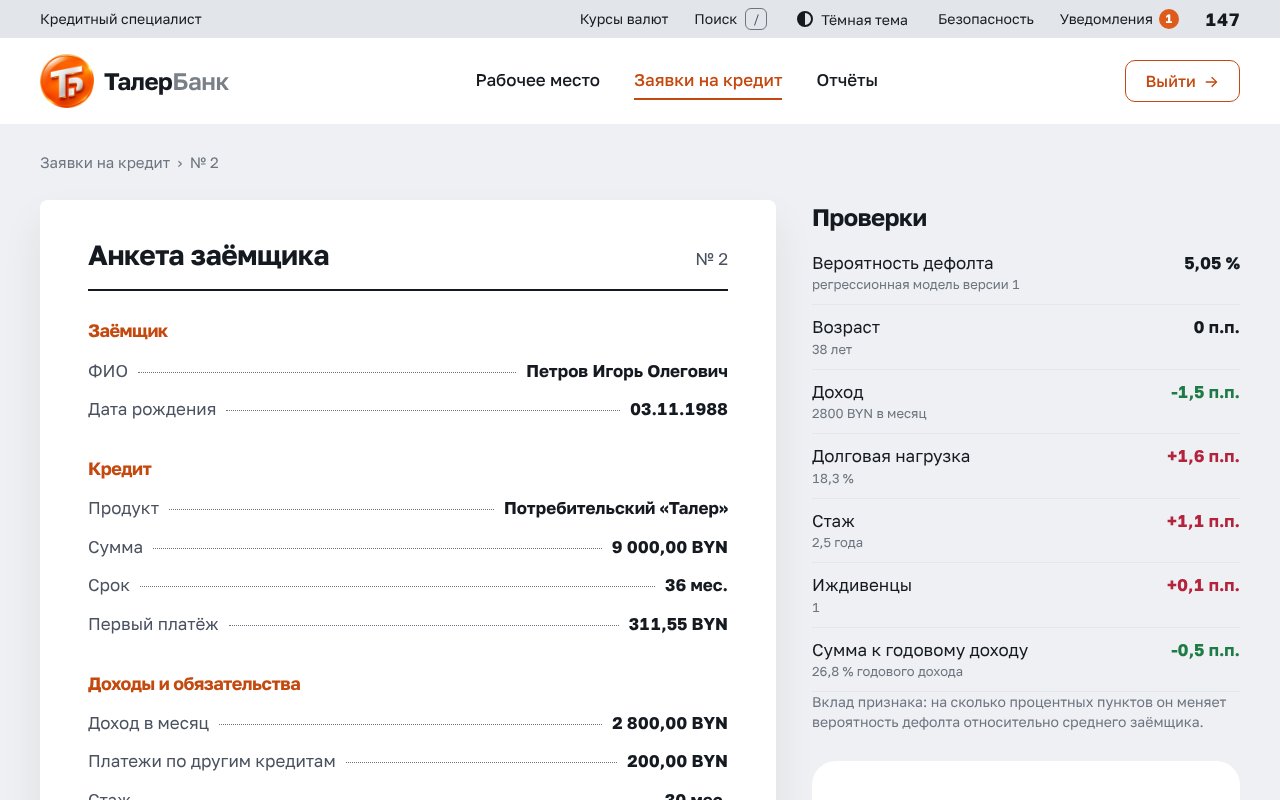 Кредитный специалист
Курсы валют
Поиск /
Тёмная тема
Безопасность
Уведомления 1
147
ТалерБанк
Рабочее место
Заявки на кредит
Отчёты
Выйти →
Заявки на кредит › № 2
Анкета заёмщика
№ 2
Заёмщик
ФИО Петров Игорь Олегович
Дата рождения 03.11.1988
Кредит
Продукт Потребительский «Талер»
Сумма 9 000,00 BYN
Срок 36 мес.
Первый платёж 311,55 BYN
Доходы и обязательства
Доход в месяц 2 800,00 BYN
Платежи по другим кредитам 200,00 BYN
Стаж 30 мес.
Проверки
Вероятность дефолта 5,05 %
регрессионная модель версии 1
Возраст 0 п.п.
38 лет
Доход -1,5 п.п.
2800 BYN в месяц
Долговая нагрузка +1,6 п.п.
18,3 %
Стаж +1,1 п.п.
2,5 года
Иждивенцы +0,1 п.п.
1
Сумма к годовому доходу -0,5 п.п.
26,8 % годового дохода
Вклад признака: на сколько процентных пунктов он меняет
вероятность дефолта относительно среднего заёмщика.